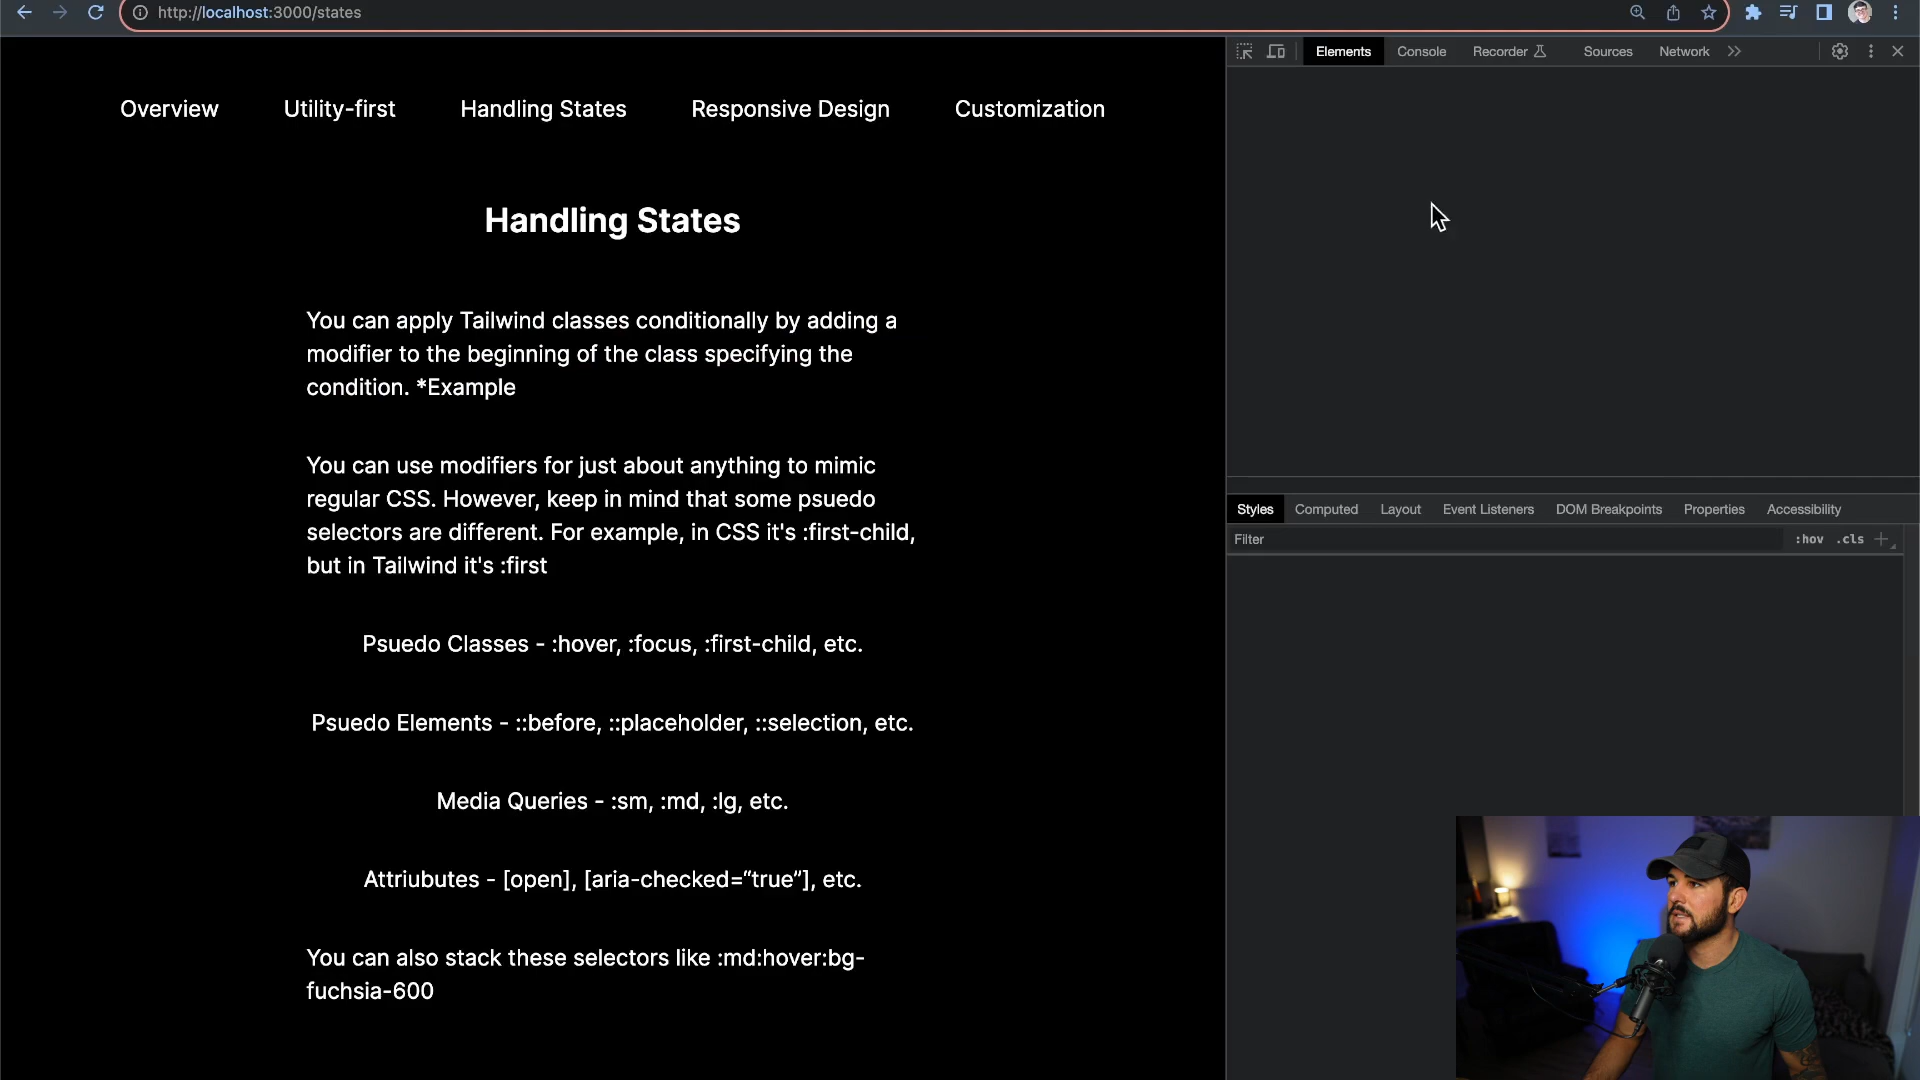 http://localhost:3000/states
Elements Console Recorder Sources Network
Overview Utility-first Handling States Responsive Design Customization
Handling States
You can apply Tailwind classes conditionally by adding a
modifier to the beginning of the class specifying the
condition. *Example
You can use modifiers for just about anything to mimic
regular CSS. However, keep in mind that some psuedo
selectors are different. For example, in CSS it's :first-child,
but in Tailwind it's :first
Psuedo Classes - :hover, :focus, :first-child, etc.
Psuedo Elements - ::before, ::placeholder, ::selection, etc.
Media Queries - :sm, :md, :lg, etc.
Attriubutes - [open], [aria-checked=“true”], etc.
You can also stack these selectors like :md:hover:bg-
fuchsia-600
Styles Computed Layout Event Listeners DOM Breakpoints Properties Accessibility
Filter :hov .cls